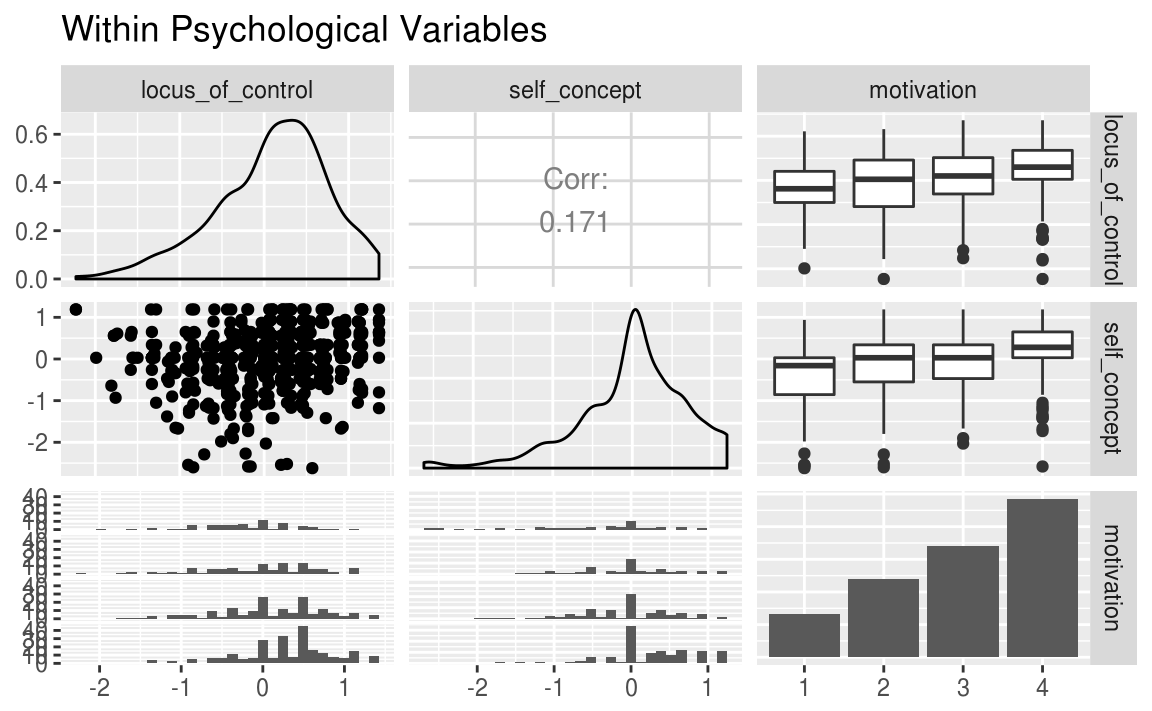 Within Psychological Variables
locus_of_control self_concept motivation
0.6
0.4
0.2
0.0
Corr:
0.171
locus_of_control
1
0
-1
-2
self_concept
motivation
-2 -1 0 1 -2 -1 0 1 1 2 3 4